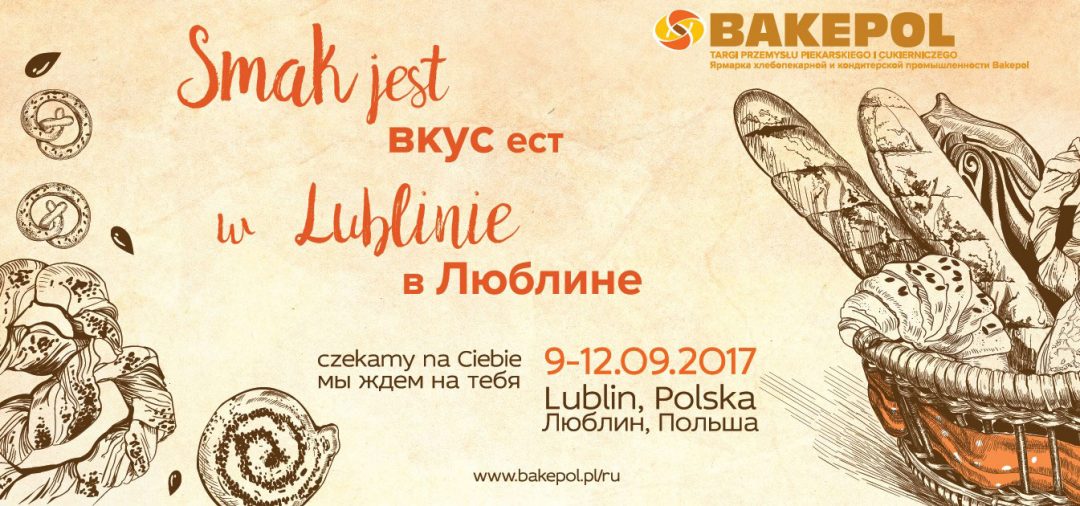 BAKEPOL
TARGI PRZEMYSŁU PIEKARSKIEGO I CUKIERNICZEGO
Ярмарка хлебопекарной и кондитерской промышленности Bakepol
Smak jest
вкус ест
w Lublinie
в Люблине
czekamy na Ciebie
мы ждем на тебя
9-12.09.2017
Lublin, Polska
Люблин, Польша
www.bakepol.pl/ru